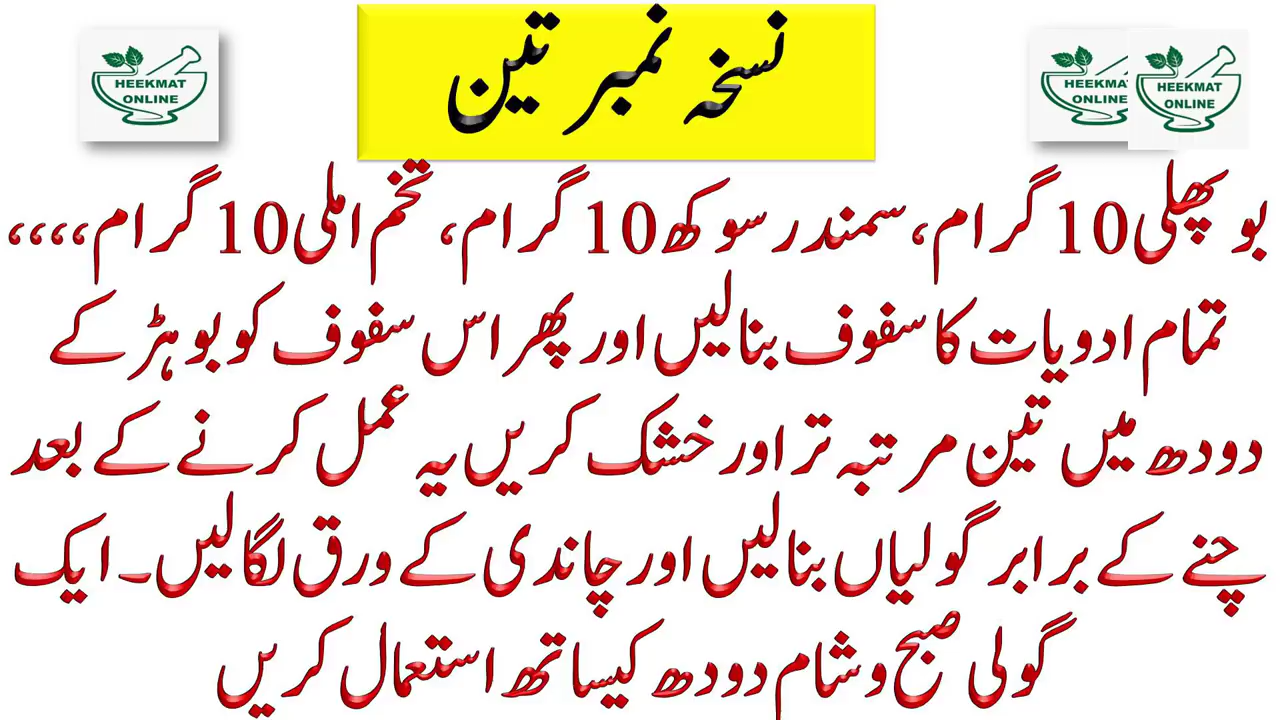 HEEKMAT
ONLINE
نسخہ نمبر تین
HEEKMAT
ONLINE
HEEKMAT
ONLINE
بوپھلی 10 گرام، سمندر سوکھ 10 گرام، تخم املی 10 گرام،،،،
تمام ادویات کا سفوف بنالیں اور پھر اس سفوف کو بوہڑ کے
دودھ میں تین مرتبہ تر اور خشک کریں یہ عمل کرنے کے بعد
چنے کے برابر گولیاں بنالیں اور چاندی کے ورق لگالیں۔ ایک
گولی صبح و شام دودھ کیساتھ استعمال کریں